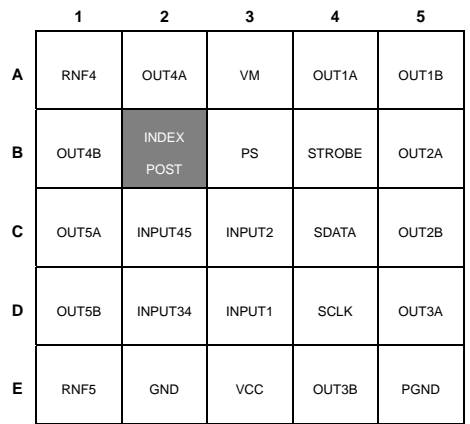 1 2 3 4 5
A RNF4 OUT4A VM OUT1A OUT1B
B OUT4B INDEX POST PS STROBE OUT2A
C OUT5A INPUT45 INPUT2 SDATA OUT2B
D OUT5B INPUT34 INPUT1 SCLK OUT3A
E RNF5 GND VCC OUT3B PGND